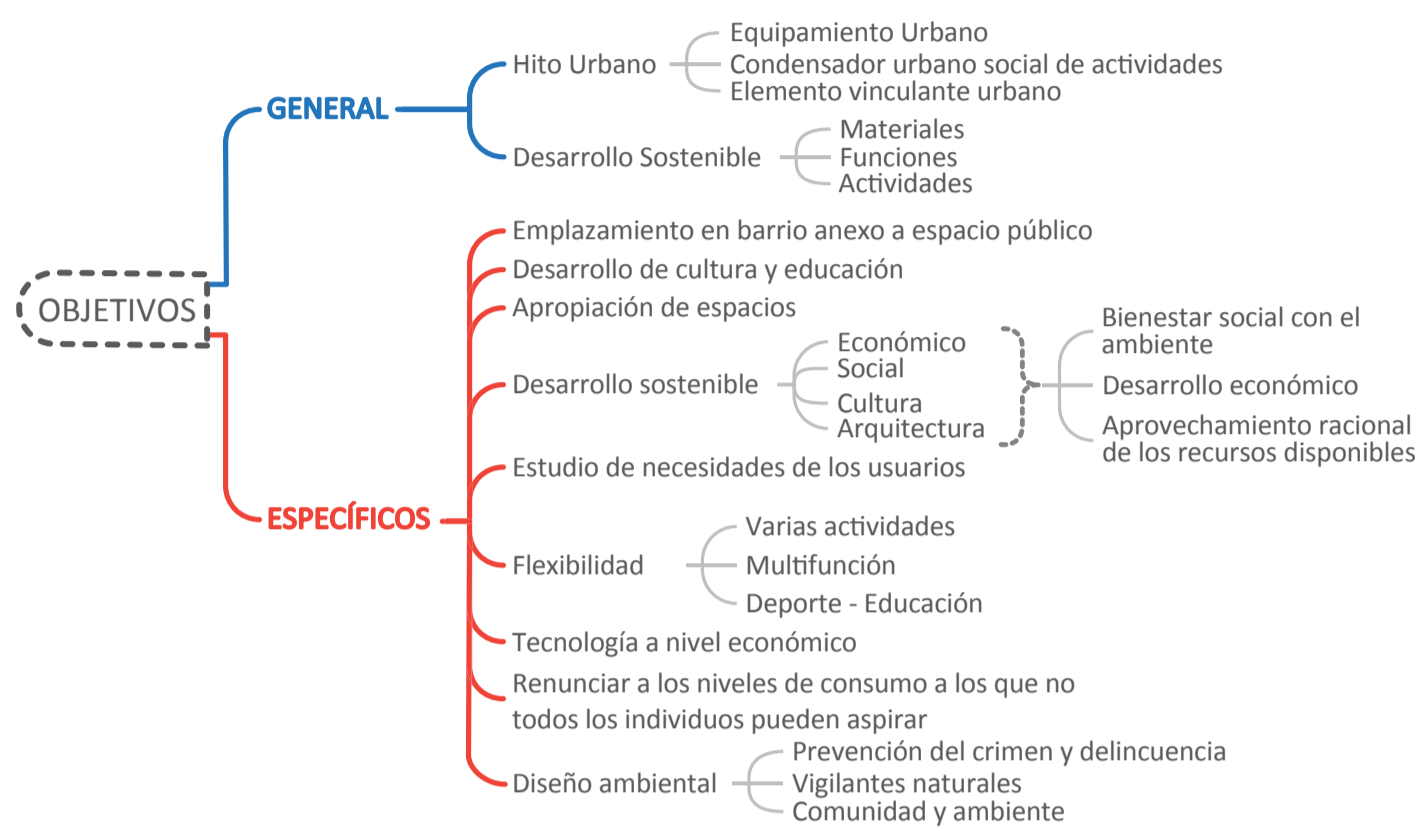 OBJETIVOS
GENERAL
Hito Urbano
Equipamiento Urbano
Condensador urbano social de actividades
Elemento vinculante urbano
Desarrollo Sostenible
Materiales
Funciones
Actividades
ESPECÍFICOS
Emplazamiento en barrio anexo a espacio público
Desarrollo de cultura y educación
Apropiación de espacios
Desarrollo sostenible
Económico
Social
Cultura
Arquitectura
Bienestar social con el
ambiente
Desarrollo económico
Aprovechamiento racional
de los recursos disponibles
Estudio de necesidades de los usuarios
Flexibilidad
Varias actividades
Multifunción
Deporte - Educación
Tecnología a nivel económico
Renunciar a los niveles de consumo a los que no
todos los individuos pueden aspirar
Diseño ambiental
Prevención del crimen y delincuencia
Vigilantes naturales
Comunidad y ambiente